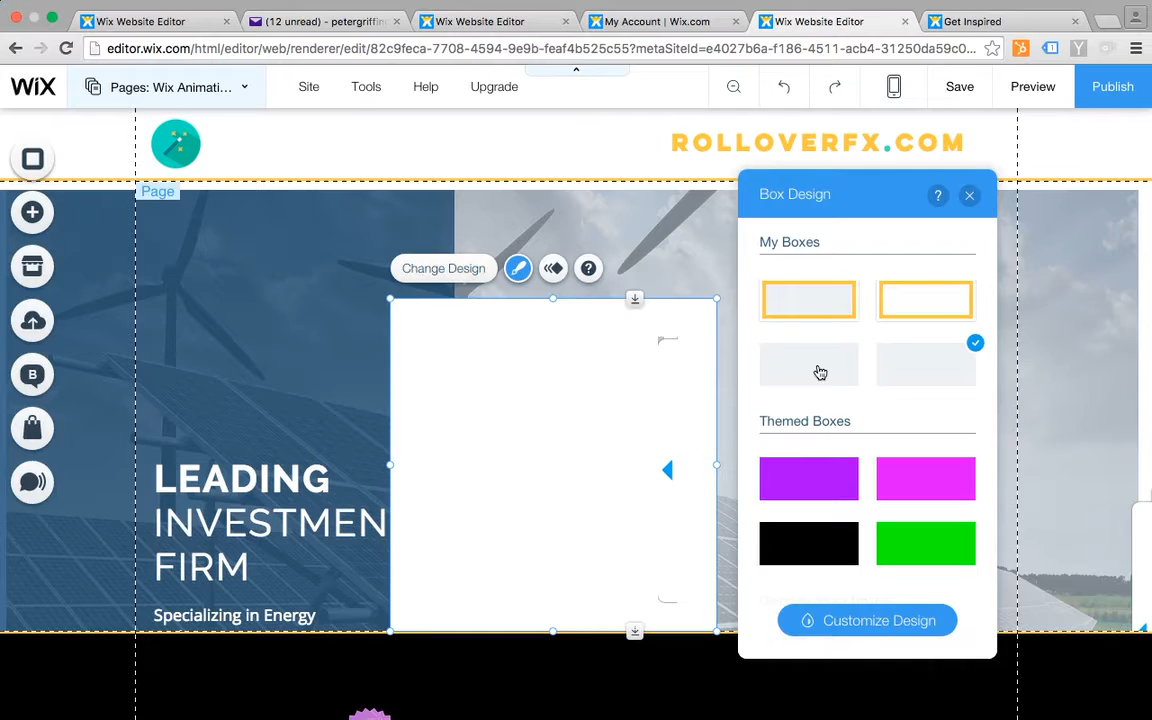 Wix Website Editor
(12 unread) - petergriffin
Wix Website Editor
My Account | Wix.com
Wix Website Editor
Get Inspired
editor.wix.com/html/editor/web/renderer/edit/82c9feca-7708-4594-9e9b-feaf4b525c55?metaSiteId=e4027b6a-f186-4511-acb4-31250da59c0...
WiX
Pages: Wix Animati...
Site
Tools
Help
Upgrade
Save
Preview
Publish
ROLLOVERFX.COM
Page
Box Design
?
My Boxes
Change Design
?
Themed Boxes
B
LEADING
INVESTMEN
FIRM
Specializing in Energy
Customize Design